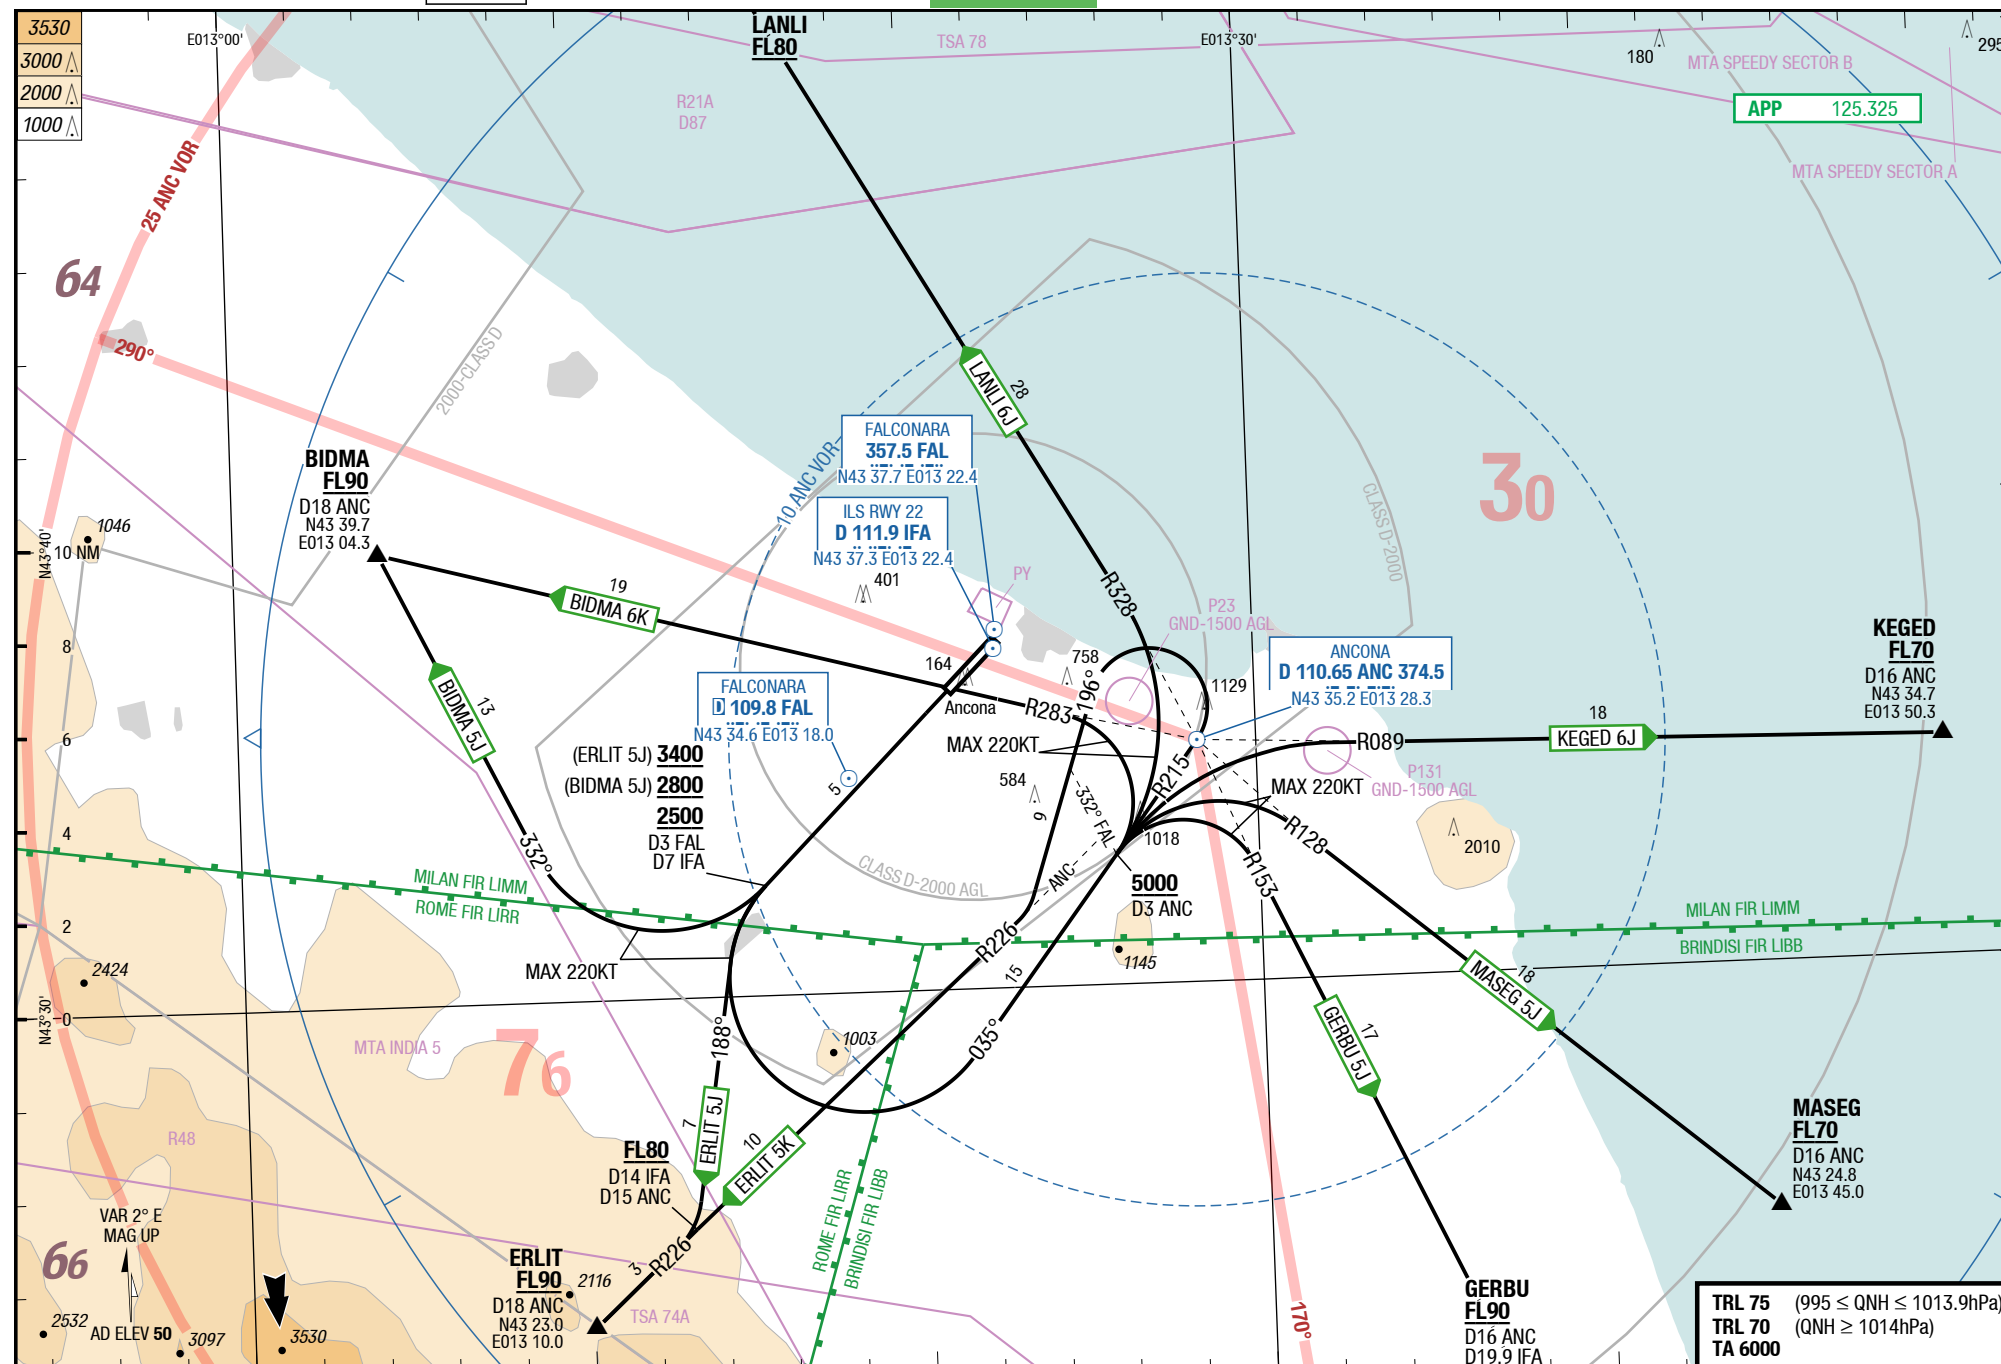 3530
3000
2000
1000
E013°00'
LANLI
FL80
TSA 78
E013°30'
180
295
MTA SPEEDY SECTOR B
R21A
D87
APP 125.325
MTA SPEEDY SECTOR A
25 ANC VOR
64
290°
2000-CLASS D
28
LANLI 6J
FALCONARA
357.5 FAL
N43 37.7 E013 22.4
10 ANC VOR
CLASS D-2000
30
BIDMA
FL90
D18 ANC
N43 39.7
E013 04.3
ILS RWY 22
D 111.9 IFA
N43 37.3 E013 22.4
1046
N43°40'
10 NM
19
BIDMA 6K
401
PY
R328
P23
GND-1500 AGL
KEGED
FL70
D16 ANC
N43 34.7
E013 50.3
8
164
758
196°
ANCONA
D 110.65 ANC 374.5
N43 35.2 E013 28.3
1129
FALCONARA
D 109.8 FAL
N43 34.6 E013 18.0
Ancona
R283
13
BIDMA 5J
6
MAX 220KT
R089
18
KEGED 6J
(ERLIT 5J) 3400
(BIDMA 5J) 2800
2500
D3 FAL
D7 IFA
5
584
9
332° FAL
R215
MAX 220KT
P131
GND-1500 AGL
4
332°
1018
R128
2010
MILAN FIR LIMM
ROME FIR LIRR
CLASS D-2000 AGL
ANC
5000
D3 ANC
R153
2
R226
MILAN FIR LIMM
BRINDISI FIR LIBB
2424
MAX 220KT
15
1145
18
MASEG 5J
N43°30'
0
188°
035°
1003
17
GERBU 5J
MTA INDIA 5
76
R48
7
ERLIT 5J
10
ERLIT 5K
FL80
D14 IFA
D15 ANC
MASEG
FL70
D16 ANC
N43 24.8
E013 45.0
ROME FIR LIRR
BRINDISI FIR LIBB
VAR 2° E
MAG UP
66
ERLIT
FL90
D18 ANC
N43 23.0
E013 10.0
3
R226
2116
TSA 74A
2532
AD ELEV 50
3097
3530
170°
GERBU
FL90
D16 ANC
D19.9 IFA
TRL 75 (995 ≤ QNH ≤ 1013.9hPa)
TRL 70 (QNH ≥ 1014hPa)
TA 6000